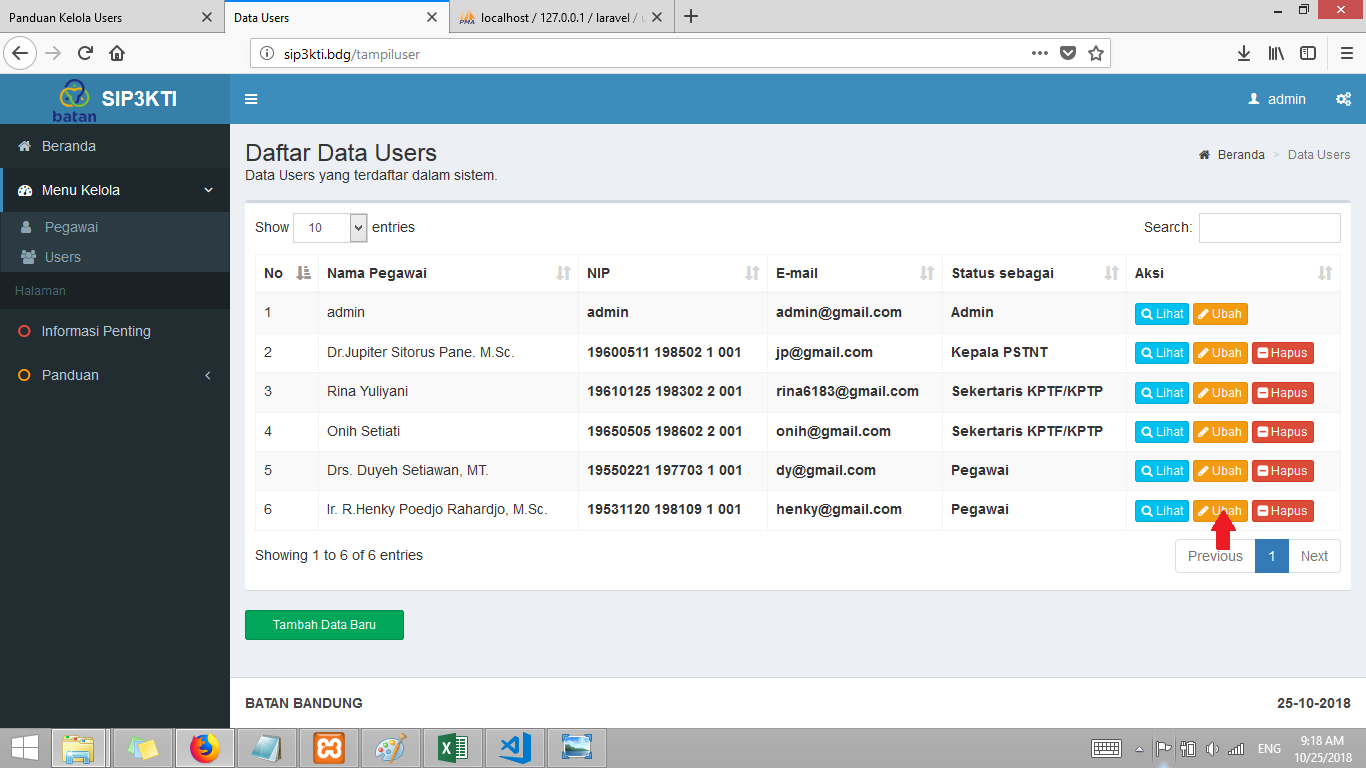 Panduan Kelola Users
Data Users
localhost / 127.0.0.1 / laravel /
sip3kti.bdg/tampiluser
batan
SIP3KTI
admin
Beranda
Menu Kelola
Pegawai
Users
Halaman
Informasi Penting
Panduan
Daftar Data Users
Data Users yang terdaftar dalam sistem.
Beranda > Data Users
Show 10 entries
Search:
No Nama Pegawai NIP E-mail Status sebagai Aksi
1 admin admin admin@gmail.com Admin Lihat Ubah
2 Dr.Jupiter Sitorus Pane. M.Sc. 19600511 198502 1 001 jp@gmail.com Kepala PSTNT Lihat Ubah Hapus
3 Rina Yuliyani 19610125 198302 2 001 rina6183@gmail.com Sekertaris KPTF/KPTP Lihat Ubah Hapus
4 Onih Setiati 19650505 198602 2 001 onih@gmail.com Sekertaris KPTF/KPTP Lihat Ubah Hapus
5 Drs. Duyeh Setiawan, MT. 19550221 197703 1 001 dy@gmail.com Pegawai Lihat Ubah Hapus
6 Ir. R.Henky Poedjo Rahardjo, M.Sc. 19531120 198109 1 001 henky@gmail.com Pegawai Lihat Ubah Hapus
Showing 1 to 6 of 6 entries
Previous 1 Next
Tambah Data Baru
BATAN BANDUNG
25-10-2018
ENG
9:18 AM
10/25/2018